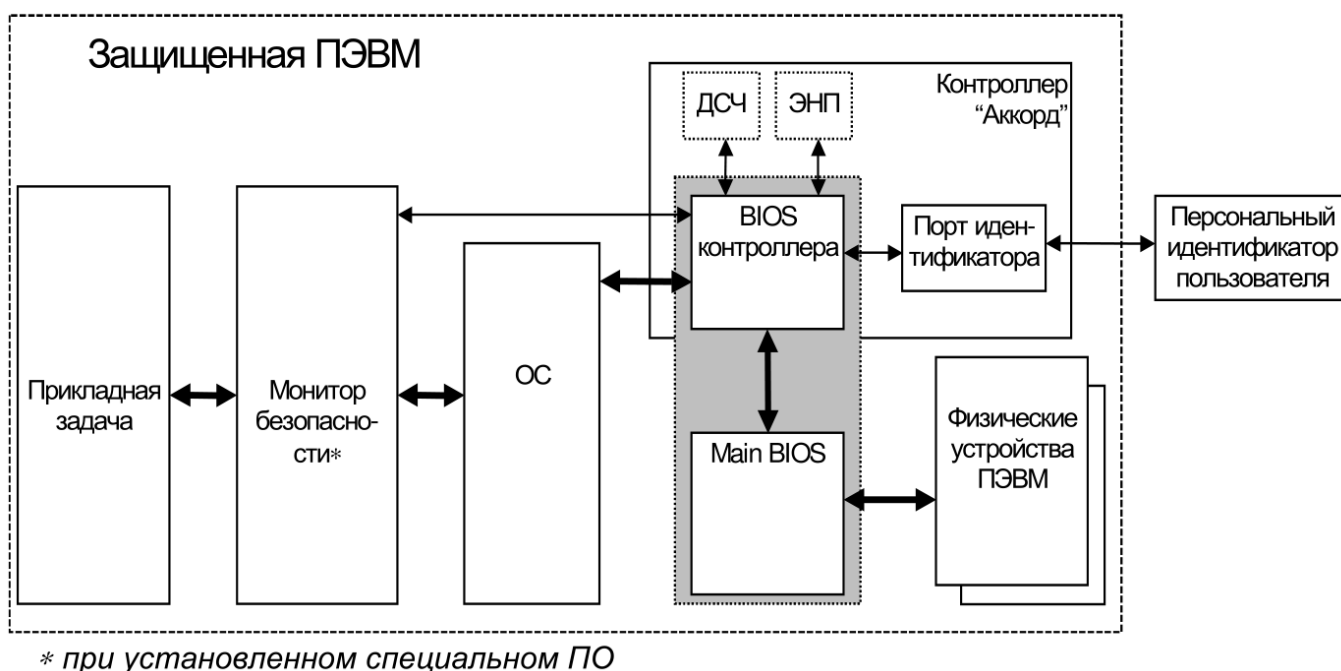 Защищенная ПЭВМ
Контроллер
“Аккорд”
ДСЧ
ЭНП
BIOS
контроллера
Порт иден-
тификатора
Персональный
идентификатор
пользователя
Прикладная
задача
Монитор
безопасно-
сти*
ОС
Main BIOS
Физические
устройства
ПЭВМ
* при установленном специальном ПО